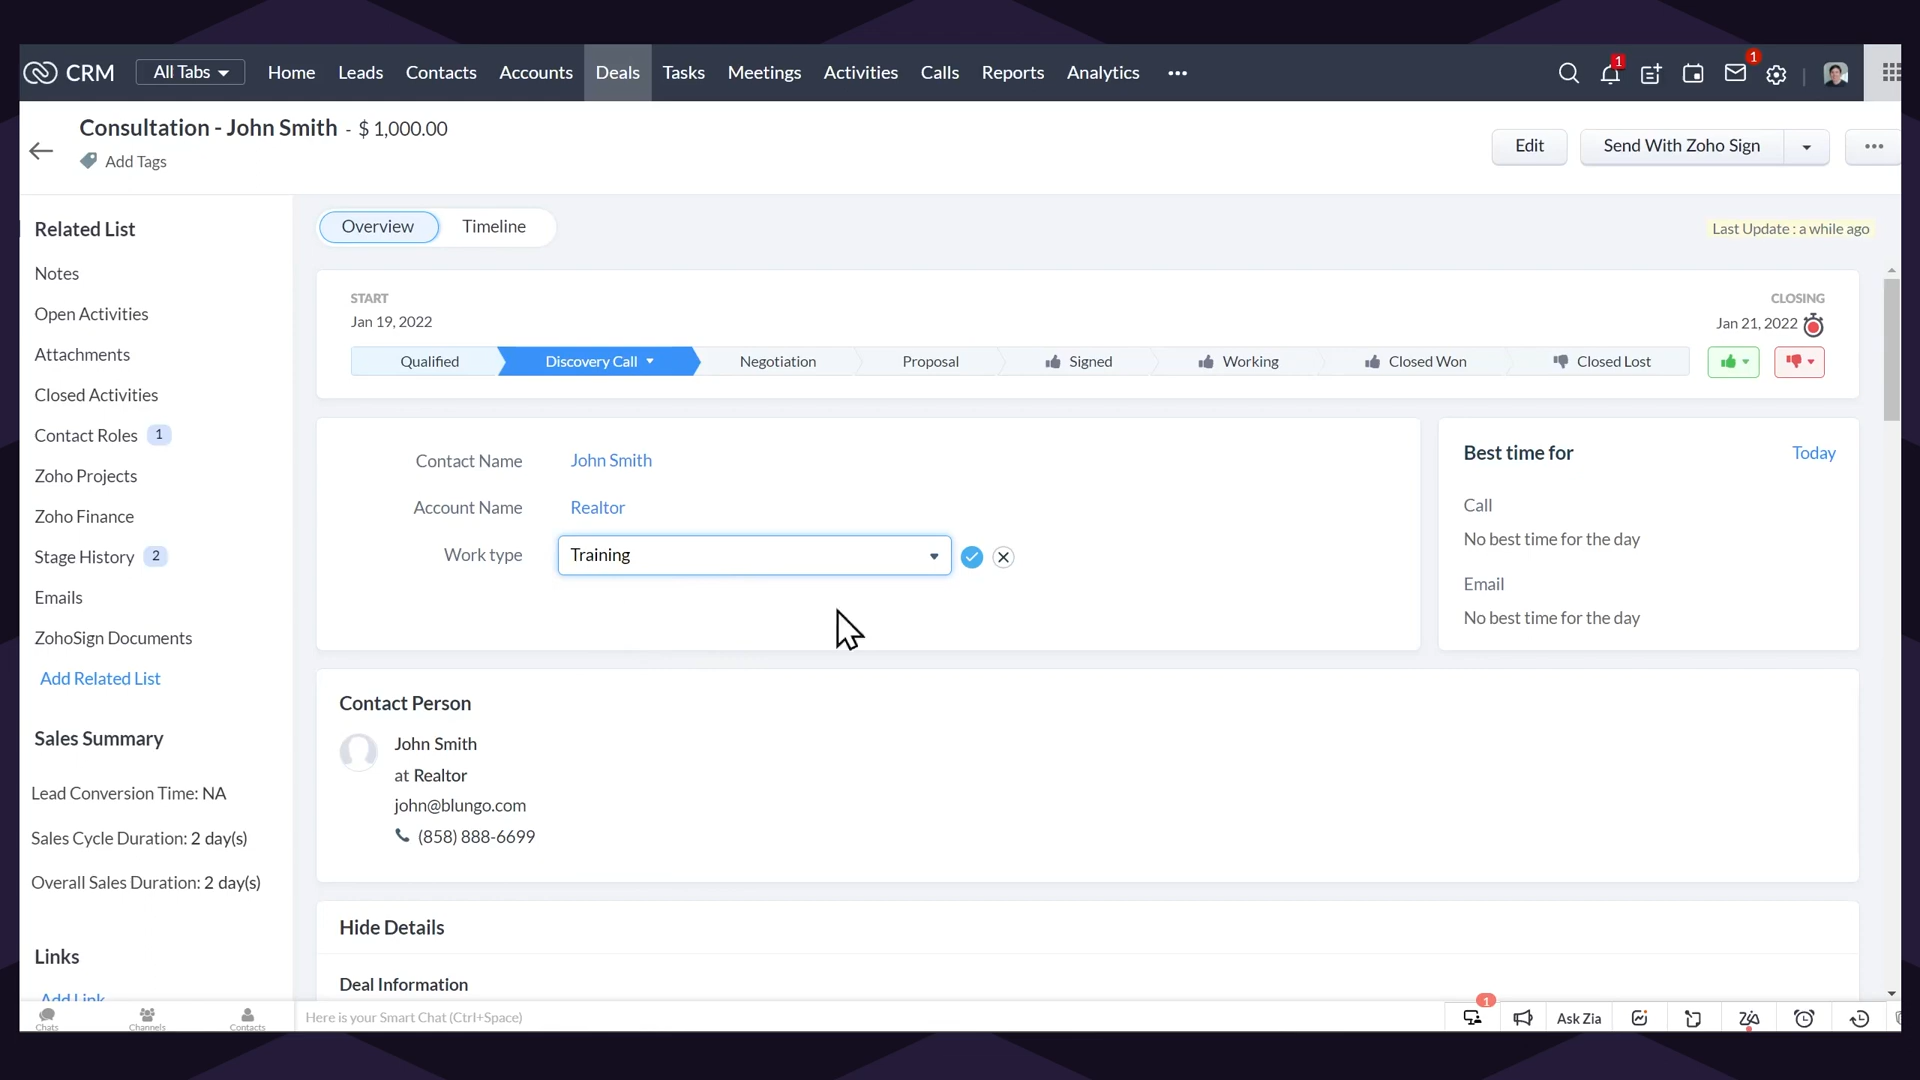 CRM All Tabs Home Leads Contacts Accounts Deals Tasks Meetings Activities Calls Reports Analytics ••• 1 1
Consultation - John Smith - $ 1,000.00
Add Tags
Edit Send With Zoho Sign •••
Related List
Notes
Open Activities
Attachments
Closed Activities
Contact Roles 1
Zoho Projects
Zoho Finance
Stage History 2
Emails
ZohoSign Documents
Add Related List
Sales Summary
Lead Conversion Time: NA
Sales Cycle Duration: 2 day(s)
Overall Sales Duration: 2 day(s)
Links
Add Link
Overview Timeline
Last Update : a while ago
START
Jan 19, 2022
CLOSING
Jan 21, 2022
Qualified Discovery Call Negotiation Proposal Signed Working Closed Won Closed Lost
Contact Name John Smith
Account Name Realtor
Work type Training
Best time for Today
Call
No best time for the day
Email
No best time for the day
Contact Person
John Smith
at Realtor
john@blungo.com
(858) 888-6699
Hide Details
Deal Information
Chats Channels Contacts
Here is your Smart Chat (Ctrl+Space)
1
Ask Zia